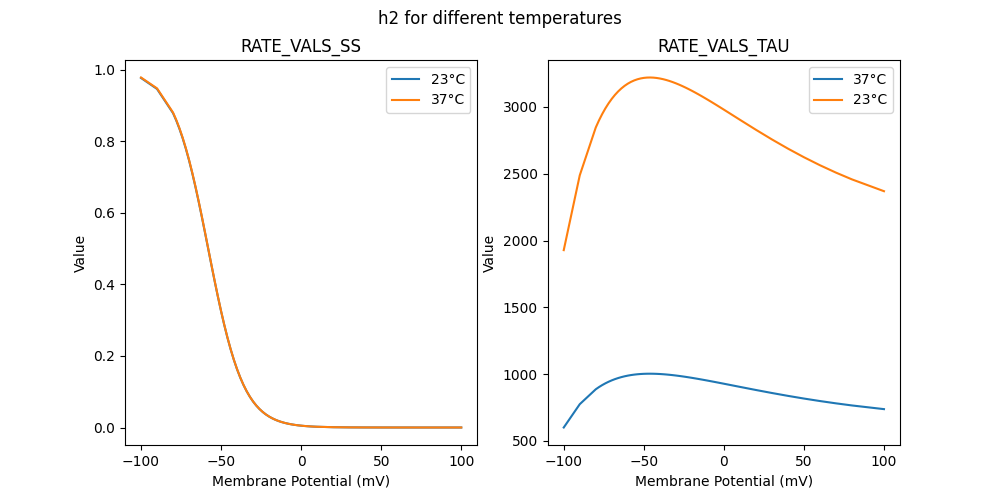 h2 for different temperatures
RATE_VALS_SS
1.0
0.8
0.6
0.4
0.2
0.0
Value
−100
−50
0
50
100
Membrane Potential (mV)
23°C
37°C
RATE_VALS_TAU
3000
2500
2000
1500
1000
500
Value
−100
−50
0
50
100
Membrane Potential (mV)
37°C
23°C